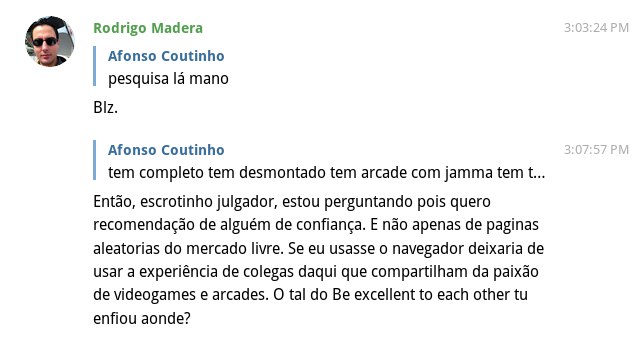 Rodrigo Madera 3:03:24 PM
Afonso Coutinho
pesquisa lá mano
Blz.
Afonso Coutinho 3:07:57 PM
tem completo tem desmontado tem arcade com jamma tem t...
Então, escrotinho julgador, estou perguntando pois quero
recomendação de alguém de confiança. E não apenas de paginas
aleatorias do mercado livre. Se eu usasse o navegador deixaria de
usar a experiência de colegas daqui que compartilham da paixão
de videogames e arcades. O tal do Be excellent to each other tu
enfiou aonde?